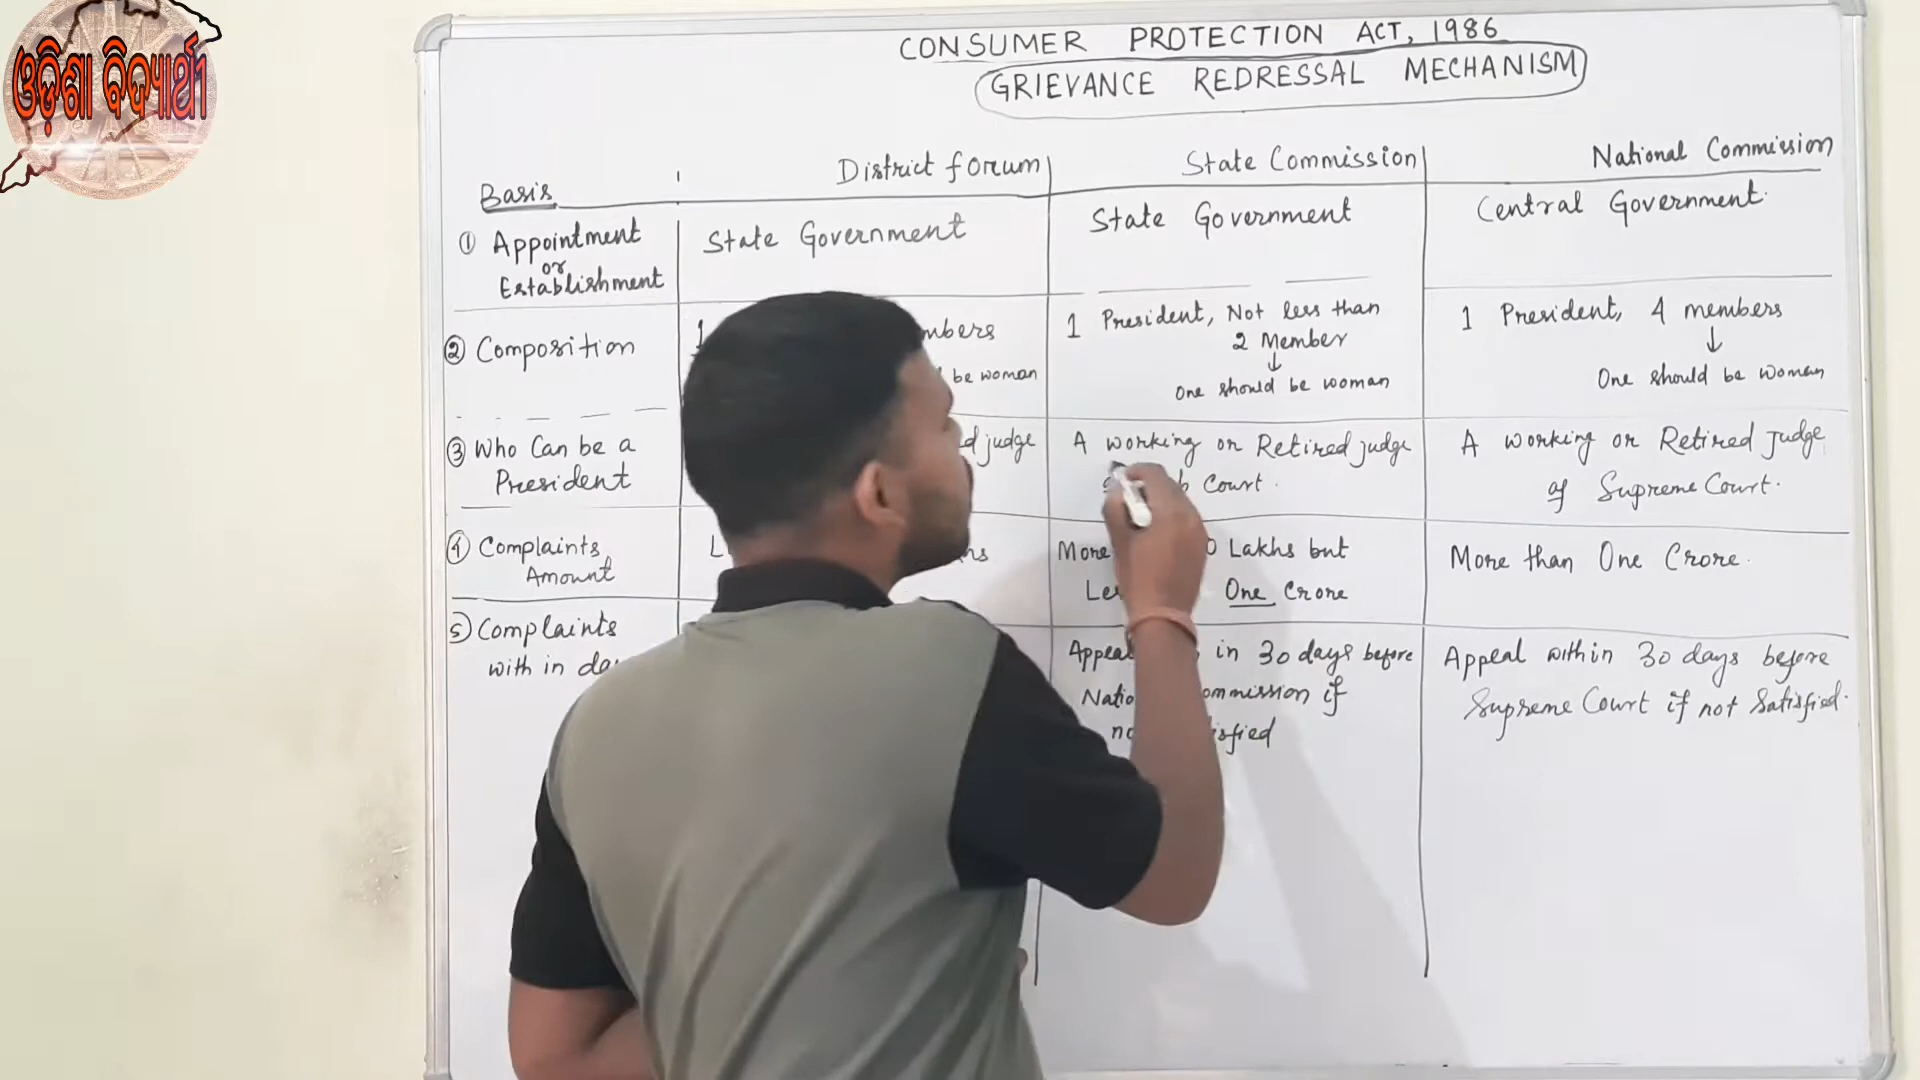 ଓଡ଼ିଶା ବିଦ୍ୟାର୍ଥୀ
CONSUMER PROTECTION ACT, 1986
GRIEVANCE REDRESSAL MECHANISM
Basis
District forum
State Commission
National Commission
① Appointment
or
Establishment
State Government
State Government
Central Government.
② Composition
be woman
1 President, Not less than
2 Member
↓
One should be woman
1 President, 4 members
↓
One should be woman
③ Who Can be a
President
judge
A working or Retired judge
Court.
A working or Retired judge
of Supreme Court.
④ Complaints
Amount
More Lakhs but
One Crore
More than One Crore.
⑤ Complaints
with in
Appeal in 30 days before
if
Appeal within 30 days before
Supreme Court if not Satisfied.